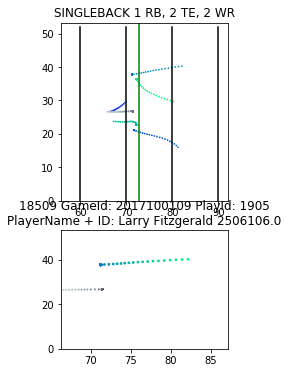 SINGLEBACK 1 RB, 2 TE, 2 WR
50
40
30
20
10
0
60 70 80 90
18509 GameId: 2017100109 PlayId: 1905
PlayerName + ID: Larry Fitzgerald 2506106.0
40
20
0
70 75 80 85